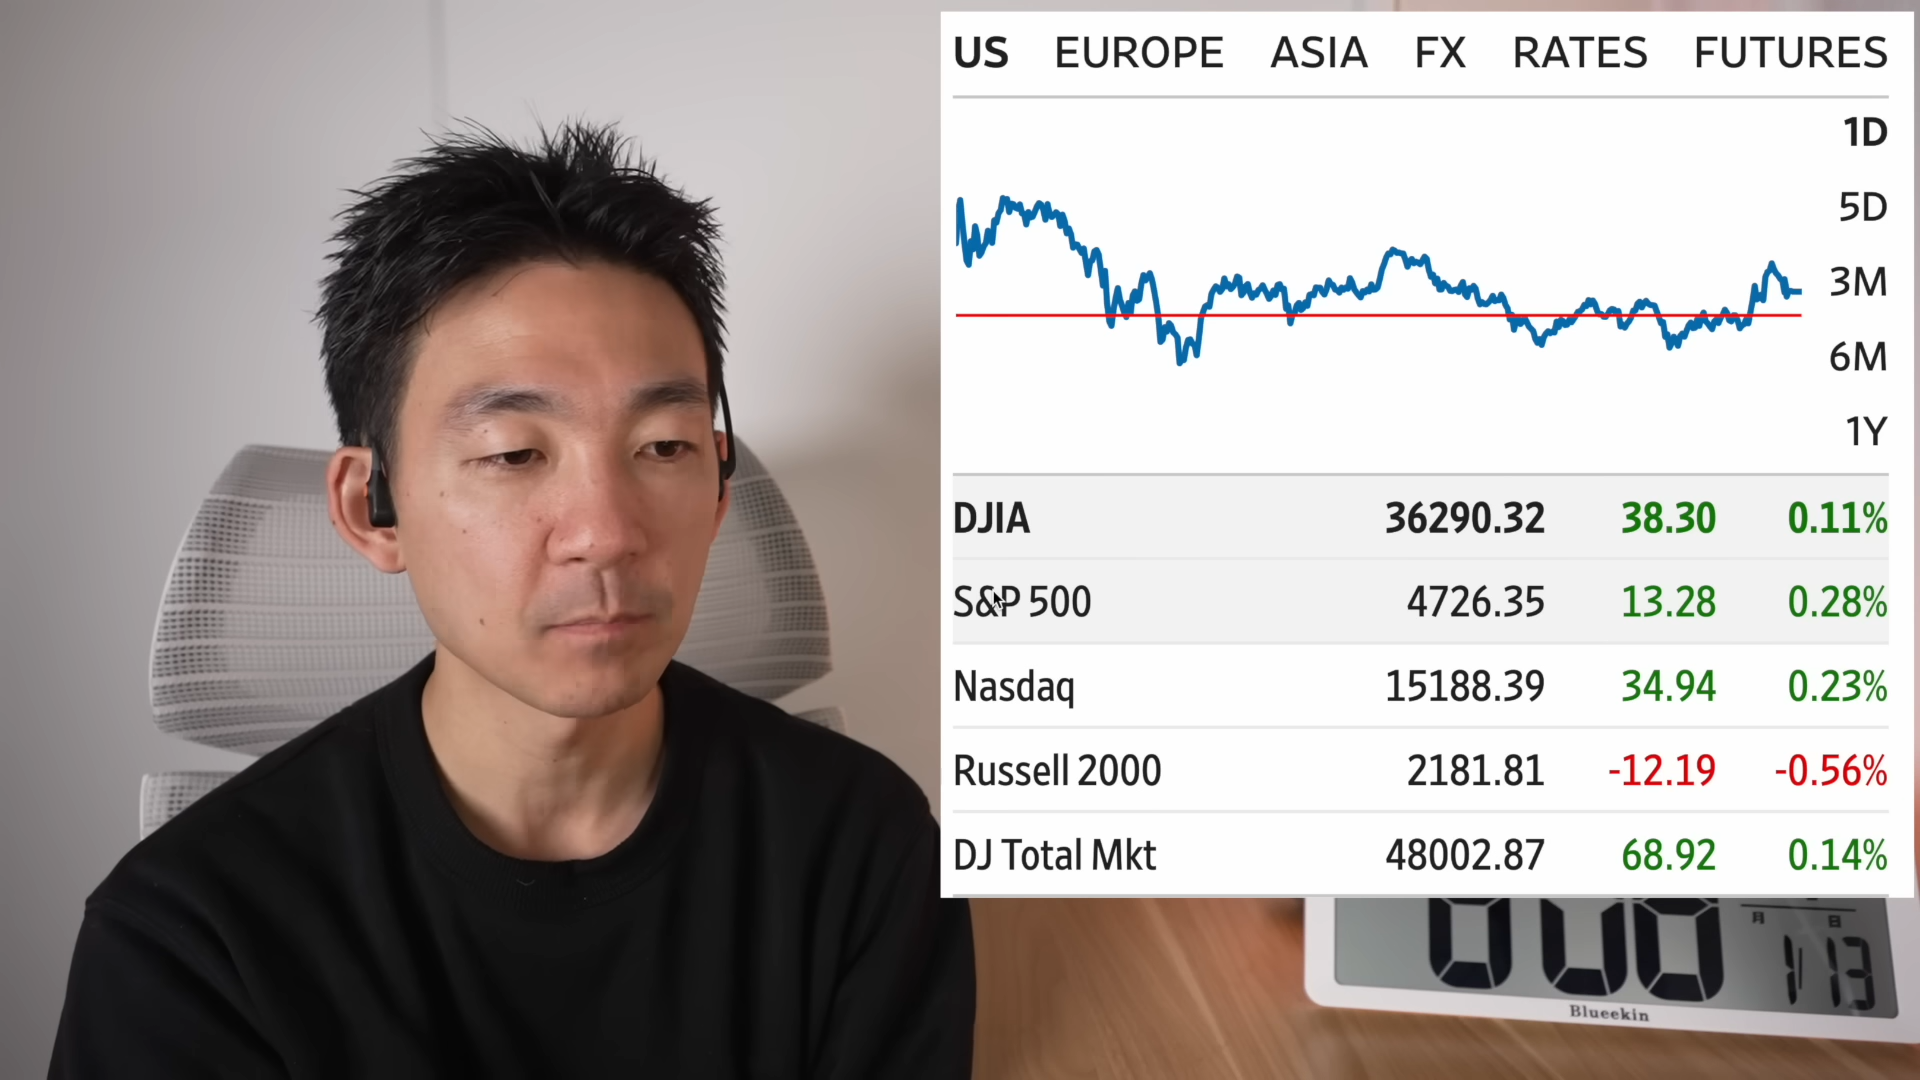 US EUROPE ASIA FX RATES FUTURES
1D
5D
3M
6M
1Y
DJIA 36290.32 38.30 0.11%
S&P 500 4726.35 13.28 0.28%
Nasdaq 15188.39 34.94 0.23%
Russell 2000 2181.81 -12.19 -0.56%
DJ Total Mkt 48002.87 68.92 0.14%
月 日
1/13
Blueekin